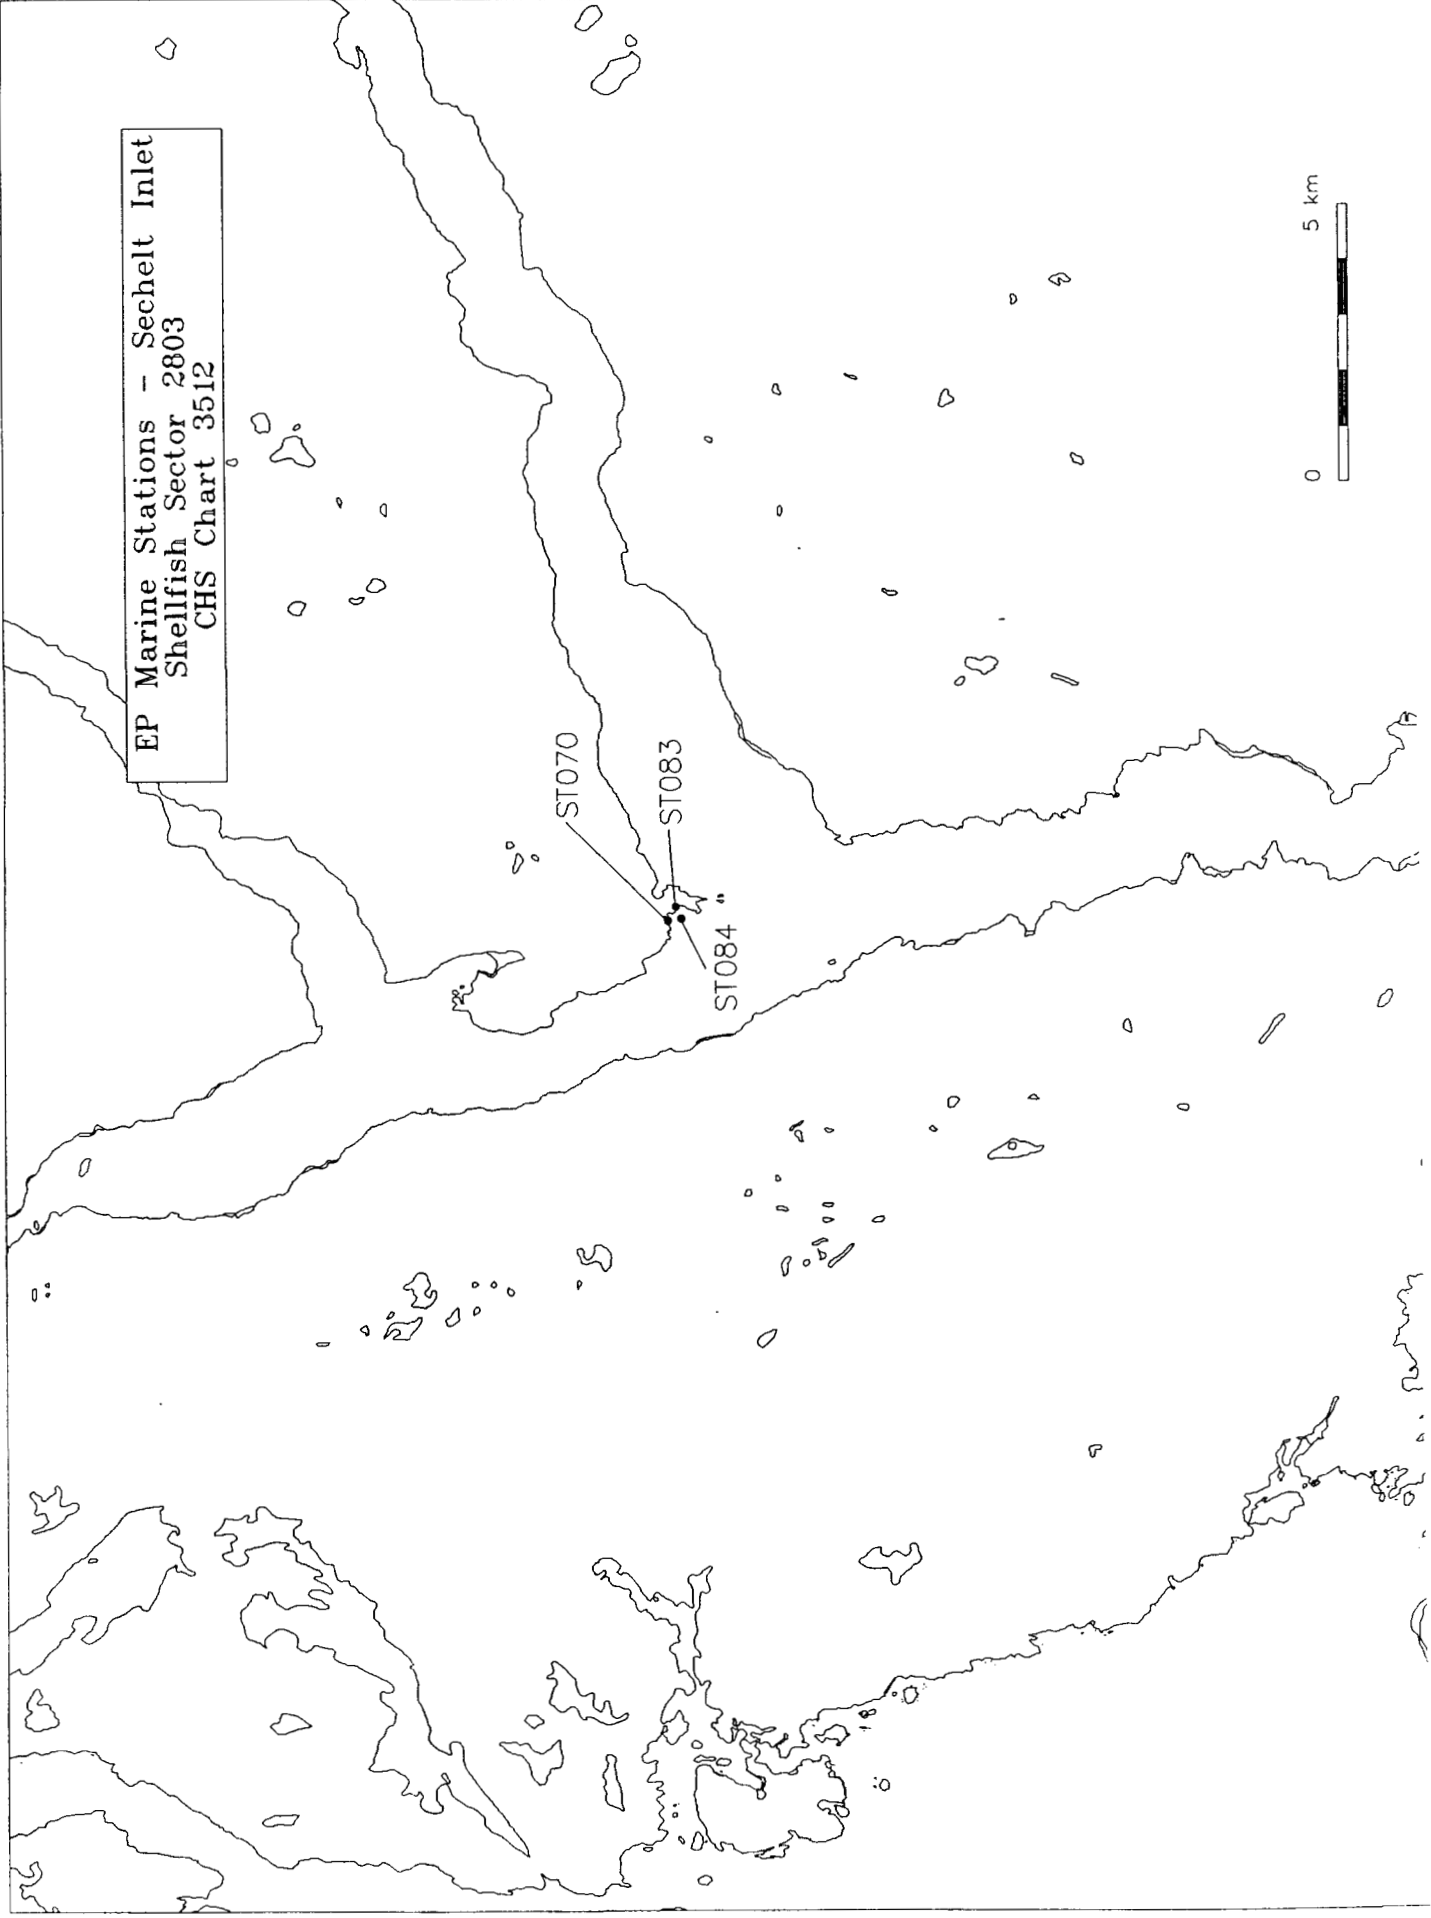 EP Marine Stations - Sechelt Inlet
Shellfish Sector 2803
CHS Chart 3512
ST070
ST083
ST084
0
5 km